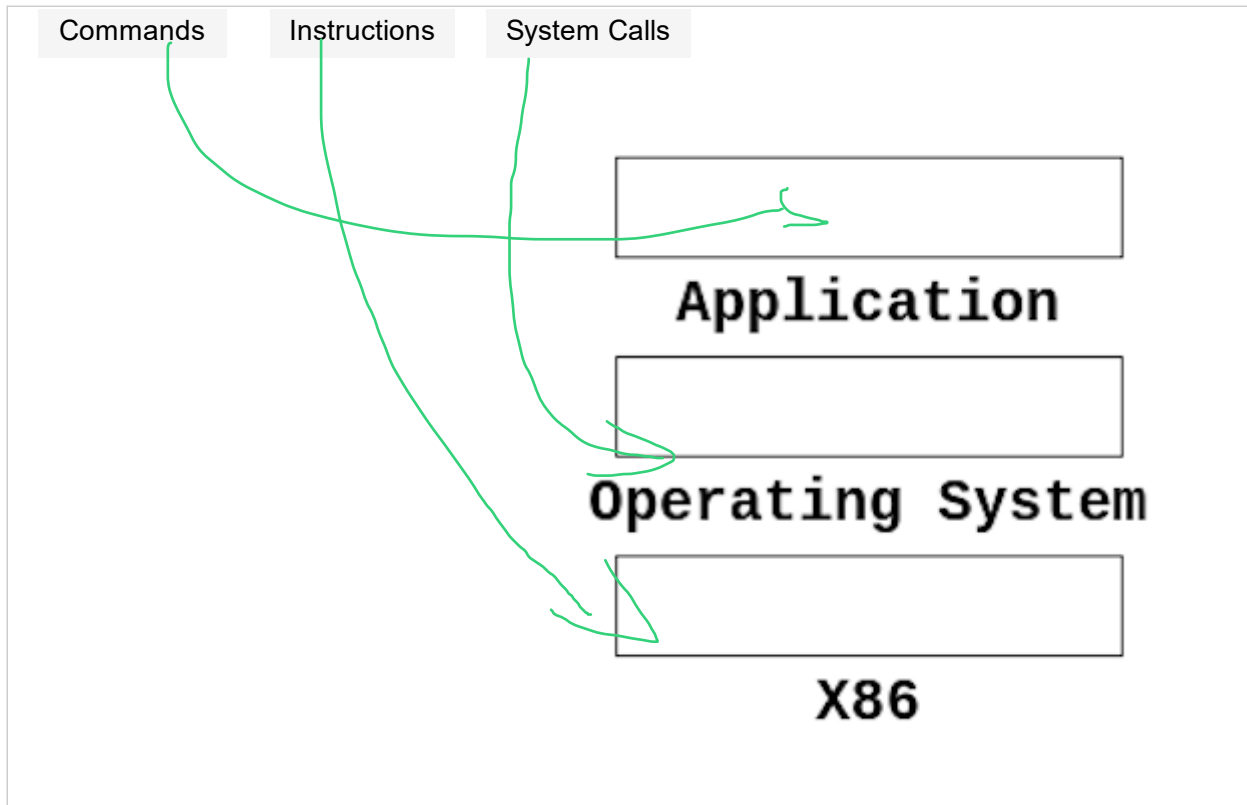 Commands Instructions System Calls
Application
Operating System
X86